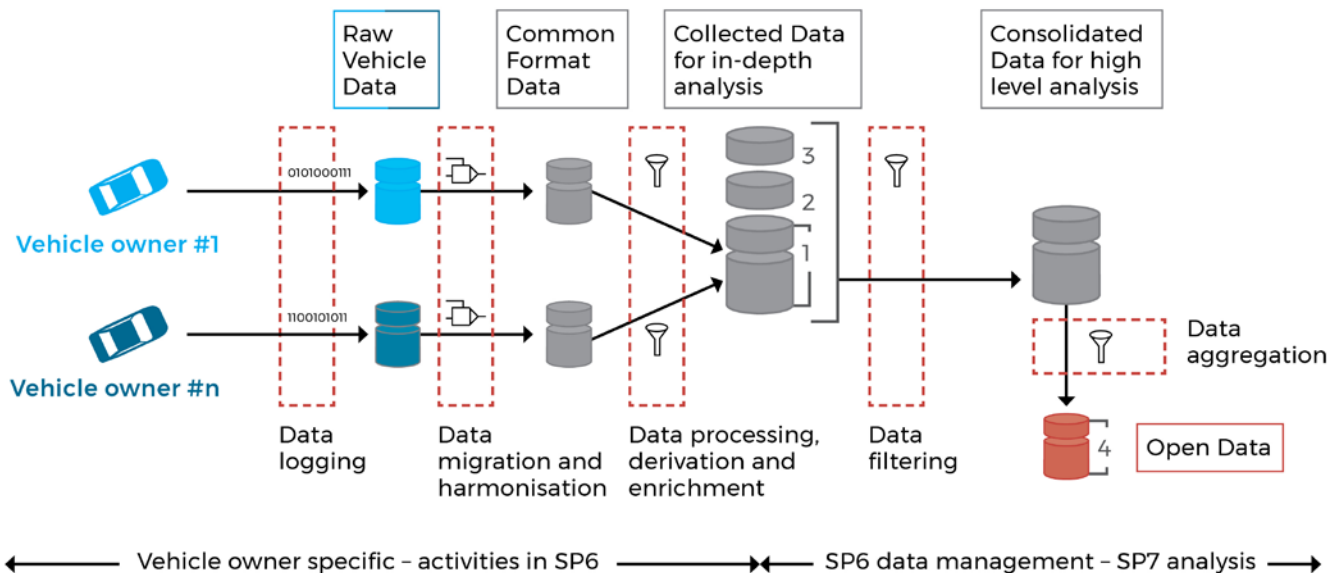 Raw
Vehicle
Data
Common
Format
Data
Collected Data
for in-depth
analysis
Consolidated
Data for high
level analysis
0101000111
3
2
1
Vehicle owner #1
1100101011
Vehicle owner #n
Data
aggregation
Data
logging
Data
migration and
harmonisation
Data processing,
derivation and
enrichment
Data
filtering
4
Open Data
Vehicle owner specific – activities in SP6
SP6 data management – SP7 analysis